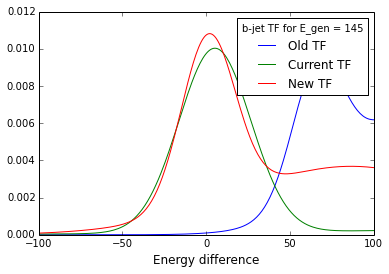 0.012
0.010
0.008
0.006
0.004
0.002
0.000
b-jet TF for E_gen = 145
Old TF
Current TF
New TF
−100 −50 0 50 100
Energy difference